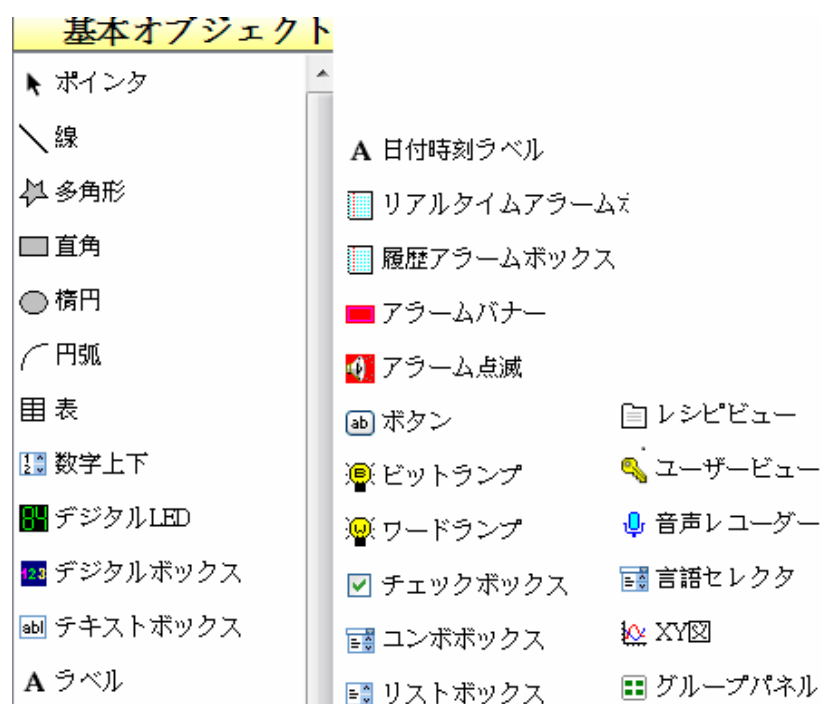 基本オブジェクト
ポインタ
線
多角形
直角
楕円
円弧
表
数字上下
デジタルLED
デジタルボックス
テキストボックス
ラベル
日付時刻ラベル
リアルタイムアラーム
履歴アラームボックス
アラームバナー
アラーム点滅
ボタン
ビットランプ
ワードランプ
チェックボックス
コンボボックス
リストボックス
レシピビュー
ユーザービュー
音声レコーダー
言語セレクタ
XY図
グループパネル